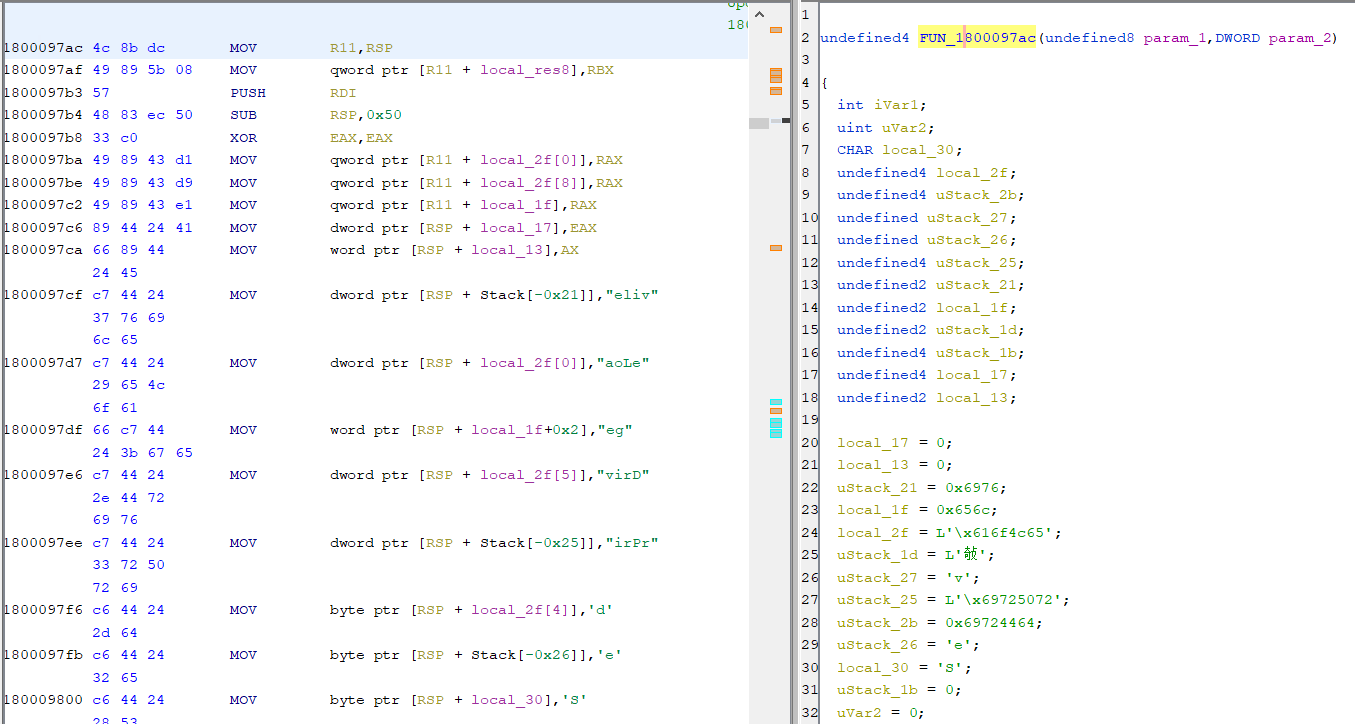 1800097ac 4c 8b dc MOV R11,RSP
1800097af 49 89 5b 08 MOV qword ptr [R11 + local_res8],RBX
1800097b3 57 PUSH RDI
1800097b4 48 83 ec 50 SUB RSP,0x50
1800097b8 33 c0 XOR EAX,EAX
1800097ba 49 89 43 d1 MOV qword ptr [R11 + local_2f[0]],RAX
1800097be 49 89 43 d9 MOV qword ptr [R11 + local_2f[8]],RAX
1800097c2 49 89 43 e1 MOV qword ptr [R11 + local_1f],RAX
1800097c6 89 44 24 41 MOV dword ptr [RSP + local_17],EAX
1800097ca 66 89 44 MOV word ptr [RSP + local_13],AX
24 45
1800097cf c7 44 24 MOV dword ptr [RSP + Stack[-0x21]],"eliv"
37 76 69
6c 65
1800097d7 c7 44 24 MOV dword ptr [RSP + local_2f[0]],"aoLe"
29 65 4c
6f 61
1800097df 66 c7 44 MOV word ptr [RSP + local_1f+0x2],"eg"
24 3b 67 65
1800097e6 c7 44 24 MOV dword ptr [RSP + local_2f[5]],"virD"
2e 44 72
69 76
1800097ee c7 44 24 MOV dword ptr [RSP + Stack[-0x25]],"irPr"
33 72 50
72 69
1800097f6 c6 44 24 MOV byte ptr [RSP + local_2f[4]],'d'
2d 64
1800097fb c6 44 24 MOV byte ptr [RSP + Stack[-0x26]],'e'
32 65
180009800 c6 44 24 MOV byte ptr [RSP + local_30],'S'
28 53
1
2 undefined4 FUN_1800097ac(undefined8 param_1,DWORD param_2)
3
4 {
5 int iVar1;
6 uint uVar2;
7 CHAR local_30;
8 undefined4 local_2f;
9 undefined4 uStack_2b;
10 undefined uStack_27;
11 undefined uStack_26;
12 undefined4 uStack_25;
13 undefined2 uStack_21;
14 undefined2 local_1f;
15 undefined2 uStack_1d;
16 undefined4 uStack_1b;
17 undefined4 local_17;
18 undefined2 local_13;
19
20 local_17 = 0;
21 local_13 = 0;
22 uStack_21 = 0x6976;
23 local_1f = 0x656c;
24 local_2f = L'\x616f4c65';
25 uStack_1d = L'敧';
26 uStack_27 = 'v';
27 uStack_25 = L'\x69725072';
28 uStack_2b = 0x69724464;
29 uStack_26 = 'e';
30 local_30 = 'S';
31 uStack_1b = 0;
32 uVar2 = 0;